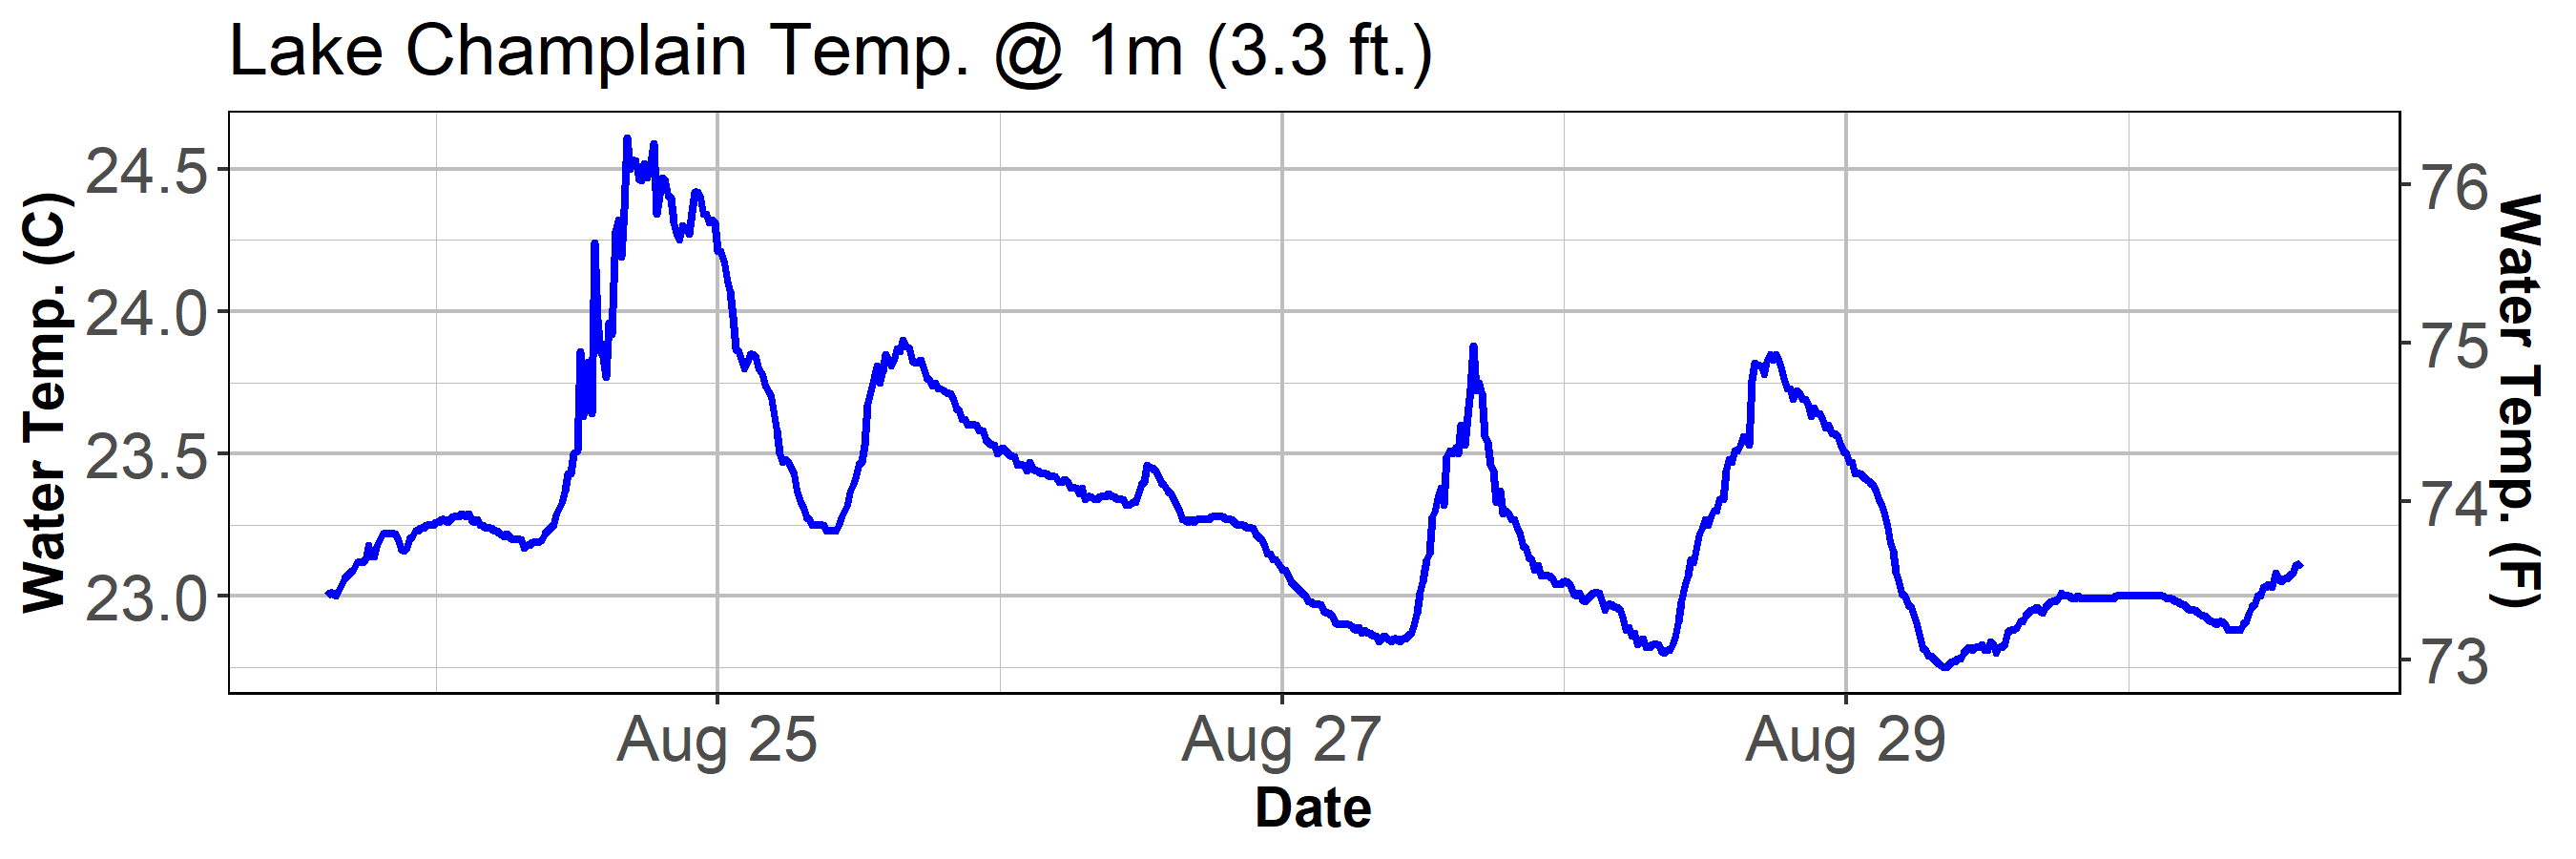 Lake Champlain Temp. @ 1m (3.3 ft.)
Water Temp. (C)
24.5
24.0
23.5
23.0
76
75
74
73
Water Temp. (F)
Aug 25
Aug 27
Aug 29
Date